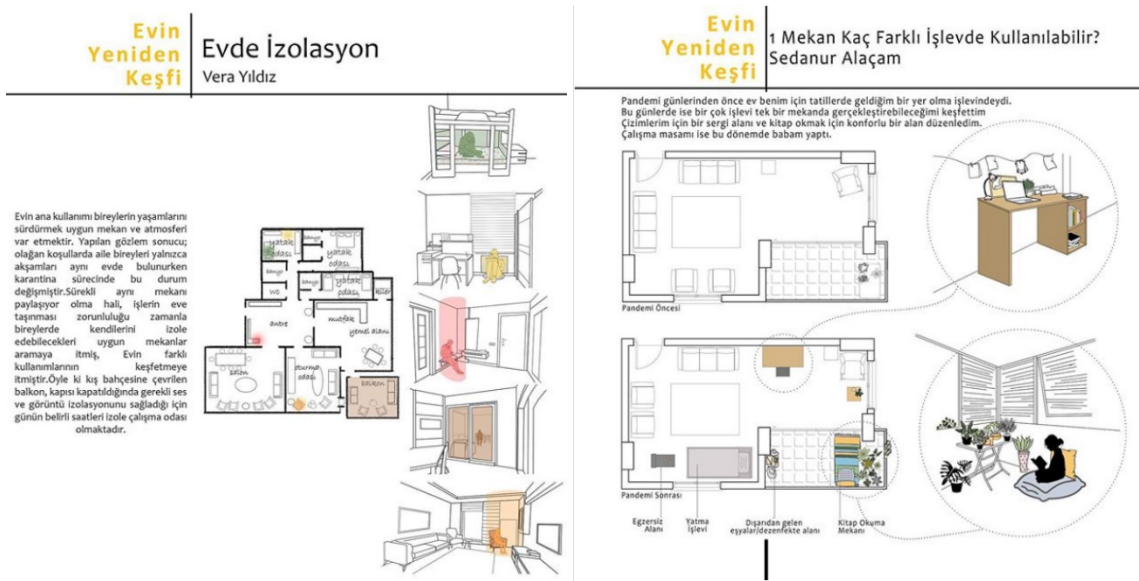 Evin
Yeniden
Keşfi
Evde İzolasyon
Vera Yıldız
Evin ana kullanımı bireylerin yaşamlarını
sürdürmek uygun mekan ve atmosferi
var etmektir. Yapılan gözlem sonucu;
olağan koşullarda aile bireyleri yalnızca
akşamları aynı evde bulunurken
karantina sürecinde bu durum
değişmiştir.Sürekli aynı mekanı
paylaşıyor olma hali, işlerin eve
taşınması zorunluluğu zamanla
bireylerde kendilerini izole
edebilecekleri uygun mekanlar
aramaya itmiş, Evin farklı
kullanımlarının keşfetmeye
itmiştir.Öyle ki kış bahçesine çevrilen
balkon, kapısı kapatıldığında gerekli ses
ve görüntü izolasyonunu sağladığı için
günün belirli saatleri izole çalışma odası
olmaktadır.
yatak
odası
banyo
yatak
odası
banyo
banyo
yatak
odası
kiler
WC
antre
mutfak
yemek alanı
salon
oturma
odası
balkon
Evin
Yeniden
Keşfi
1 Mekan Kaç Farklı İşlevde Kullanılabilir?
Sedanur Alaçam
Pandemi günlerinden önce ev benim için tatillerde geldiğim bir yer olma işlevindeydi.
Bu günlerde ise bir çok işlevi tek bir mekanda gerçekleştirebileceğimi keşfettim
Çizimlerim için bir sergi alanı ve kitap okmak için konforlu bir alan düzenledim.
Çalışma masamı ise bu dönemde babam yaptı.
Pandemi Öncesi
Pandemi Sonrası
Egzersiz
Alanı
Yatma
İşlevi
Dışarıdan gelen
eşyalar/dezenfekte alanı
Kitap Okuma
Mekanı